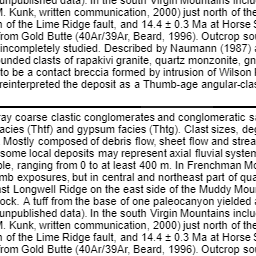 unpublished data). In the south Virgin Mountains inclu
M. Kunk, written communication, 2000) just north of the
n of the Lime Ridge fault, and 14.4 ± 0.3 Ma at Horse S
from Gold Butte (40Ar/39Ar, Beard, 1996). Outcrop sou
incompletely studied. Described by Naumann (1987) a
ounded clasts of rapakivi granite, quartz monzonite, gn
to be a contact breccia formed by intrusion of Wilson I
reinterpreted the deposit as a Thumb-age angular-clas
ray coarse clastic conglomerates and conglomeratic sa
acies (Thtf) and gypsum facies (Thtg). Clast sizes, deg
Mostly composed of debris flow, sheet flow and strea
some local deposits may represent axial fluvial system
ble, ranging from 0 to at least 400 m. In Frenchman Mo
mb exposures, but in central and northeast part of qua
st Longwell Ridge on the east side of the Muddy Mour
ock. A tuff from the base of one paleocanyon yielded a
unpublished data). In the south Virgin Mountains inclu
M. Kunk, written communication, 2000) just north of the
n of the Lime Ridge fault, and 14.4 ± 0.3 Ma at Horse S
from Gold Butte (40Ar/39Ar, Beard, 1996). Outcrop sou